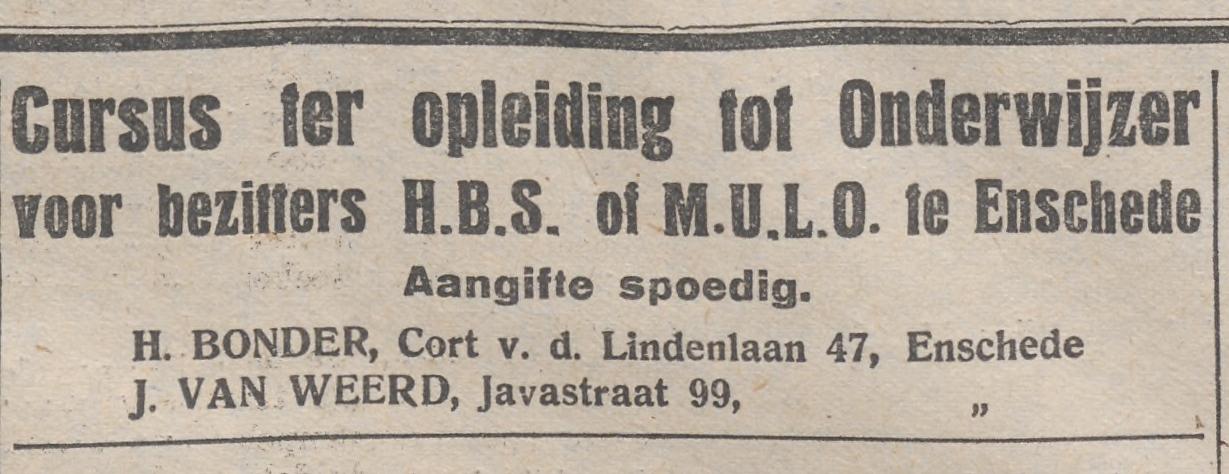 Cursus ter opleiding tot Onderwijzer
voor bezitters H.B.S. of M.U.L.O. te Enschede
Aangifte spoedig.
H. BONDER, Cort v. d. Lindenlaan 47, Enschede
J. VAN WEERD, Javastraat 99, „